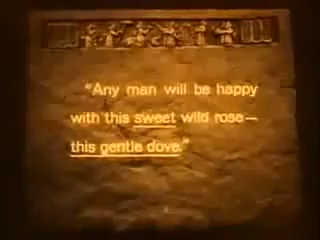 "Any man will be happy
with this sweet wild rose—
this gentle dove."